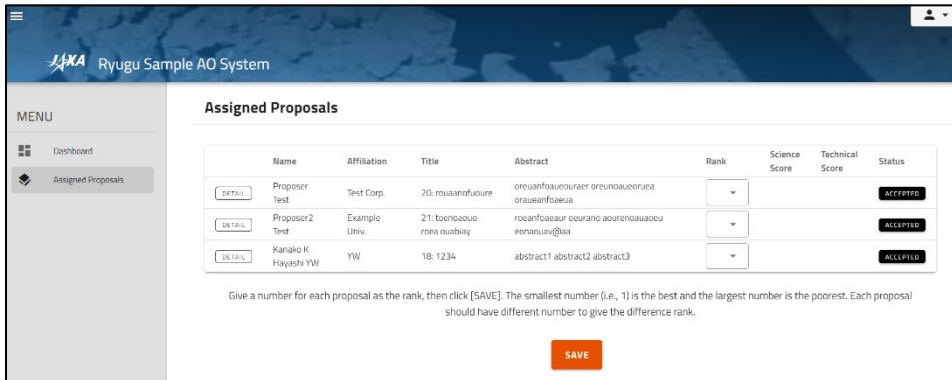 JAXA Ryugu Sample AO System
MENU
Dashboard
Assigned Proposals
Assigned Proposals
Name Affiliation Title Abstract Rank Science Score Technical Score Status
DETAIL Proposer Test Test Corp. 20: rouaanofuoure oreuanfoaueouraer oreunoaueoruea oraueanfoaeua ACCEPTED
DETAIL Proposer2 Test Example Univ. 21: toenoaouo roea ouabiay roeanfoaeaur oeurano aourenoauaoeu eonaouav@aa ACCEPTED
DETAIL Kanako K Hayashi YW YW 18: 1234 abstract1 abstract2 abstract3 ACCEPTED
Give a number for each proposal as the rank, then click [SAVE]. The smallest number (i.e., 1) is the best and the largest number is the poorest. Each proposal
should have different number to give the difference rank.
SAVE